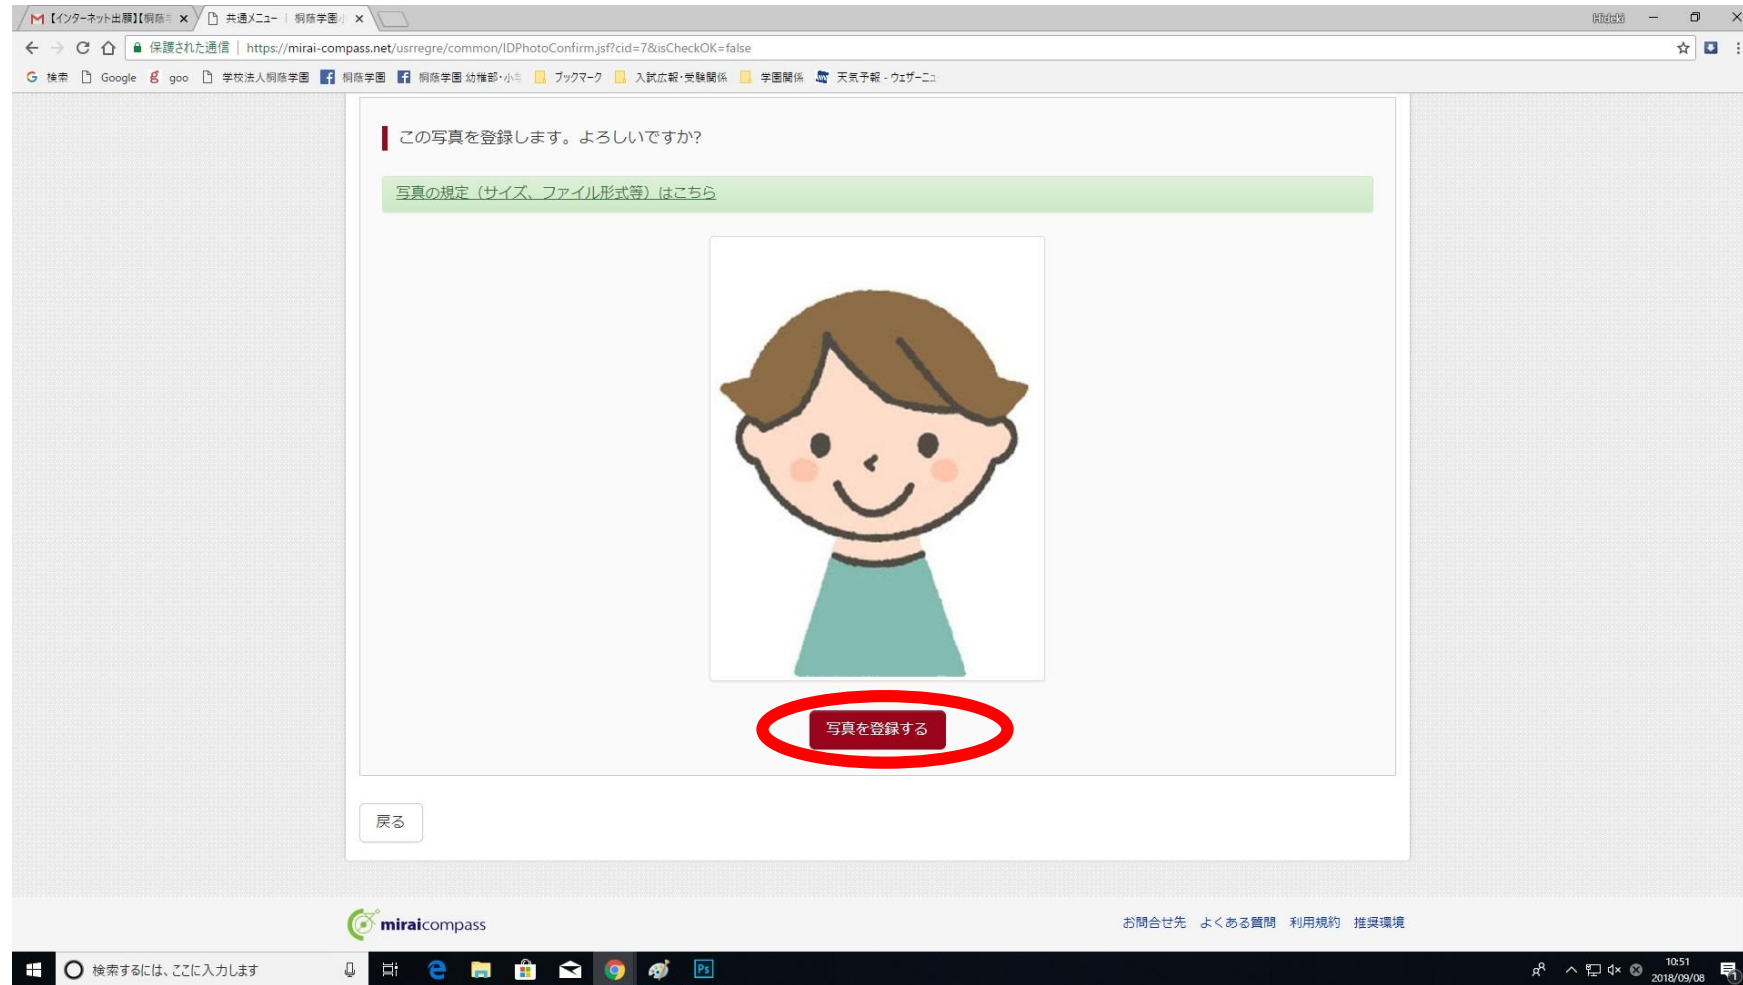 【インターネット出願】【桐蔭
共通メニュー | 桐蔭学園
Hideki
保護された通信 | https://mirai-compass.net/usrregre/common/IDPhotoConfirm.jsf?cid=7&isCheckOK=false
検索 Google goo 学校法人桐蔭学園 桐蔭学園 桐蔭学園 幼稚部・小 ブックマーク 入試広報・受験関係 学園関係 天気予報 - ウェザーニュ
この写真を登録します。よろしいですか?
写真の規定（サイズ、ファイル形式等）はこちら
写真を登録する
戻る
miraicompass
お問合せ先 よくある質問 利用規約 推奨環境
検索するには、ここに入力します
Ps
10:51
2018/09/08
1